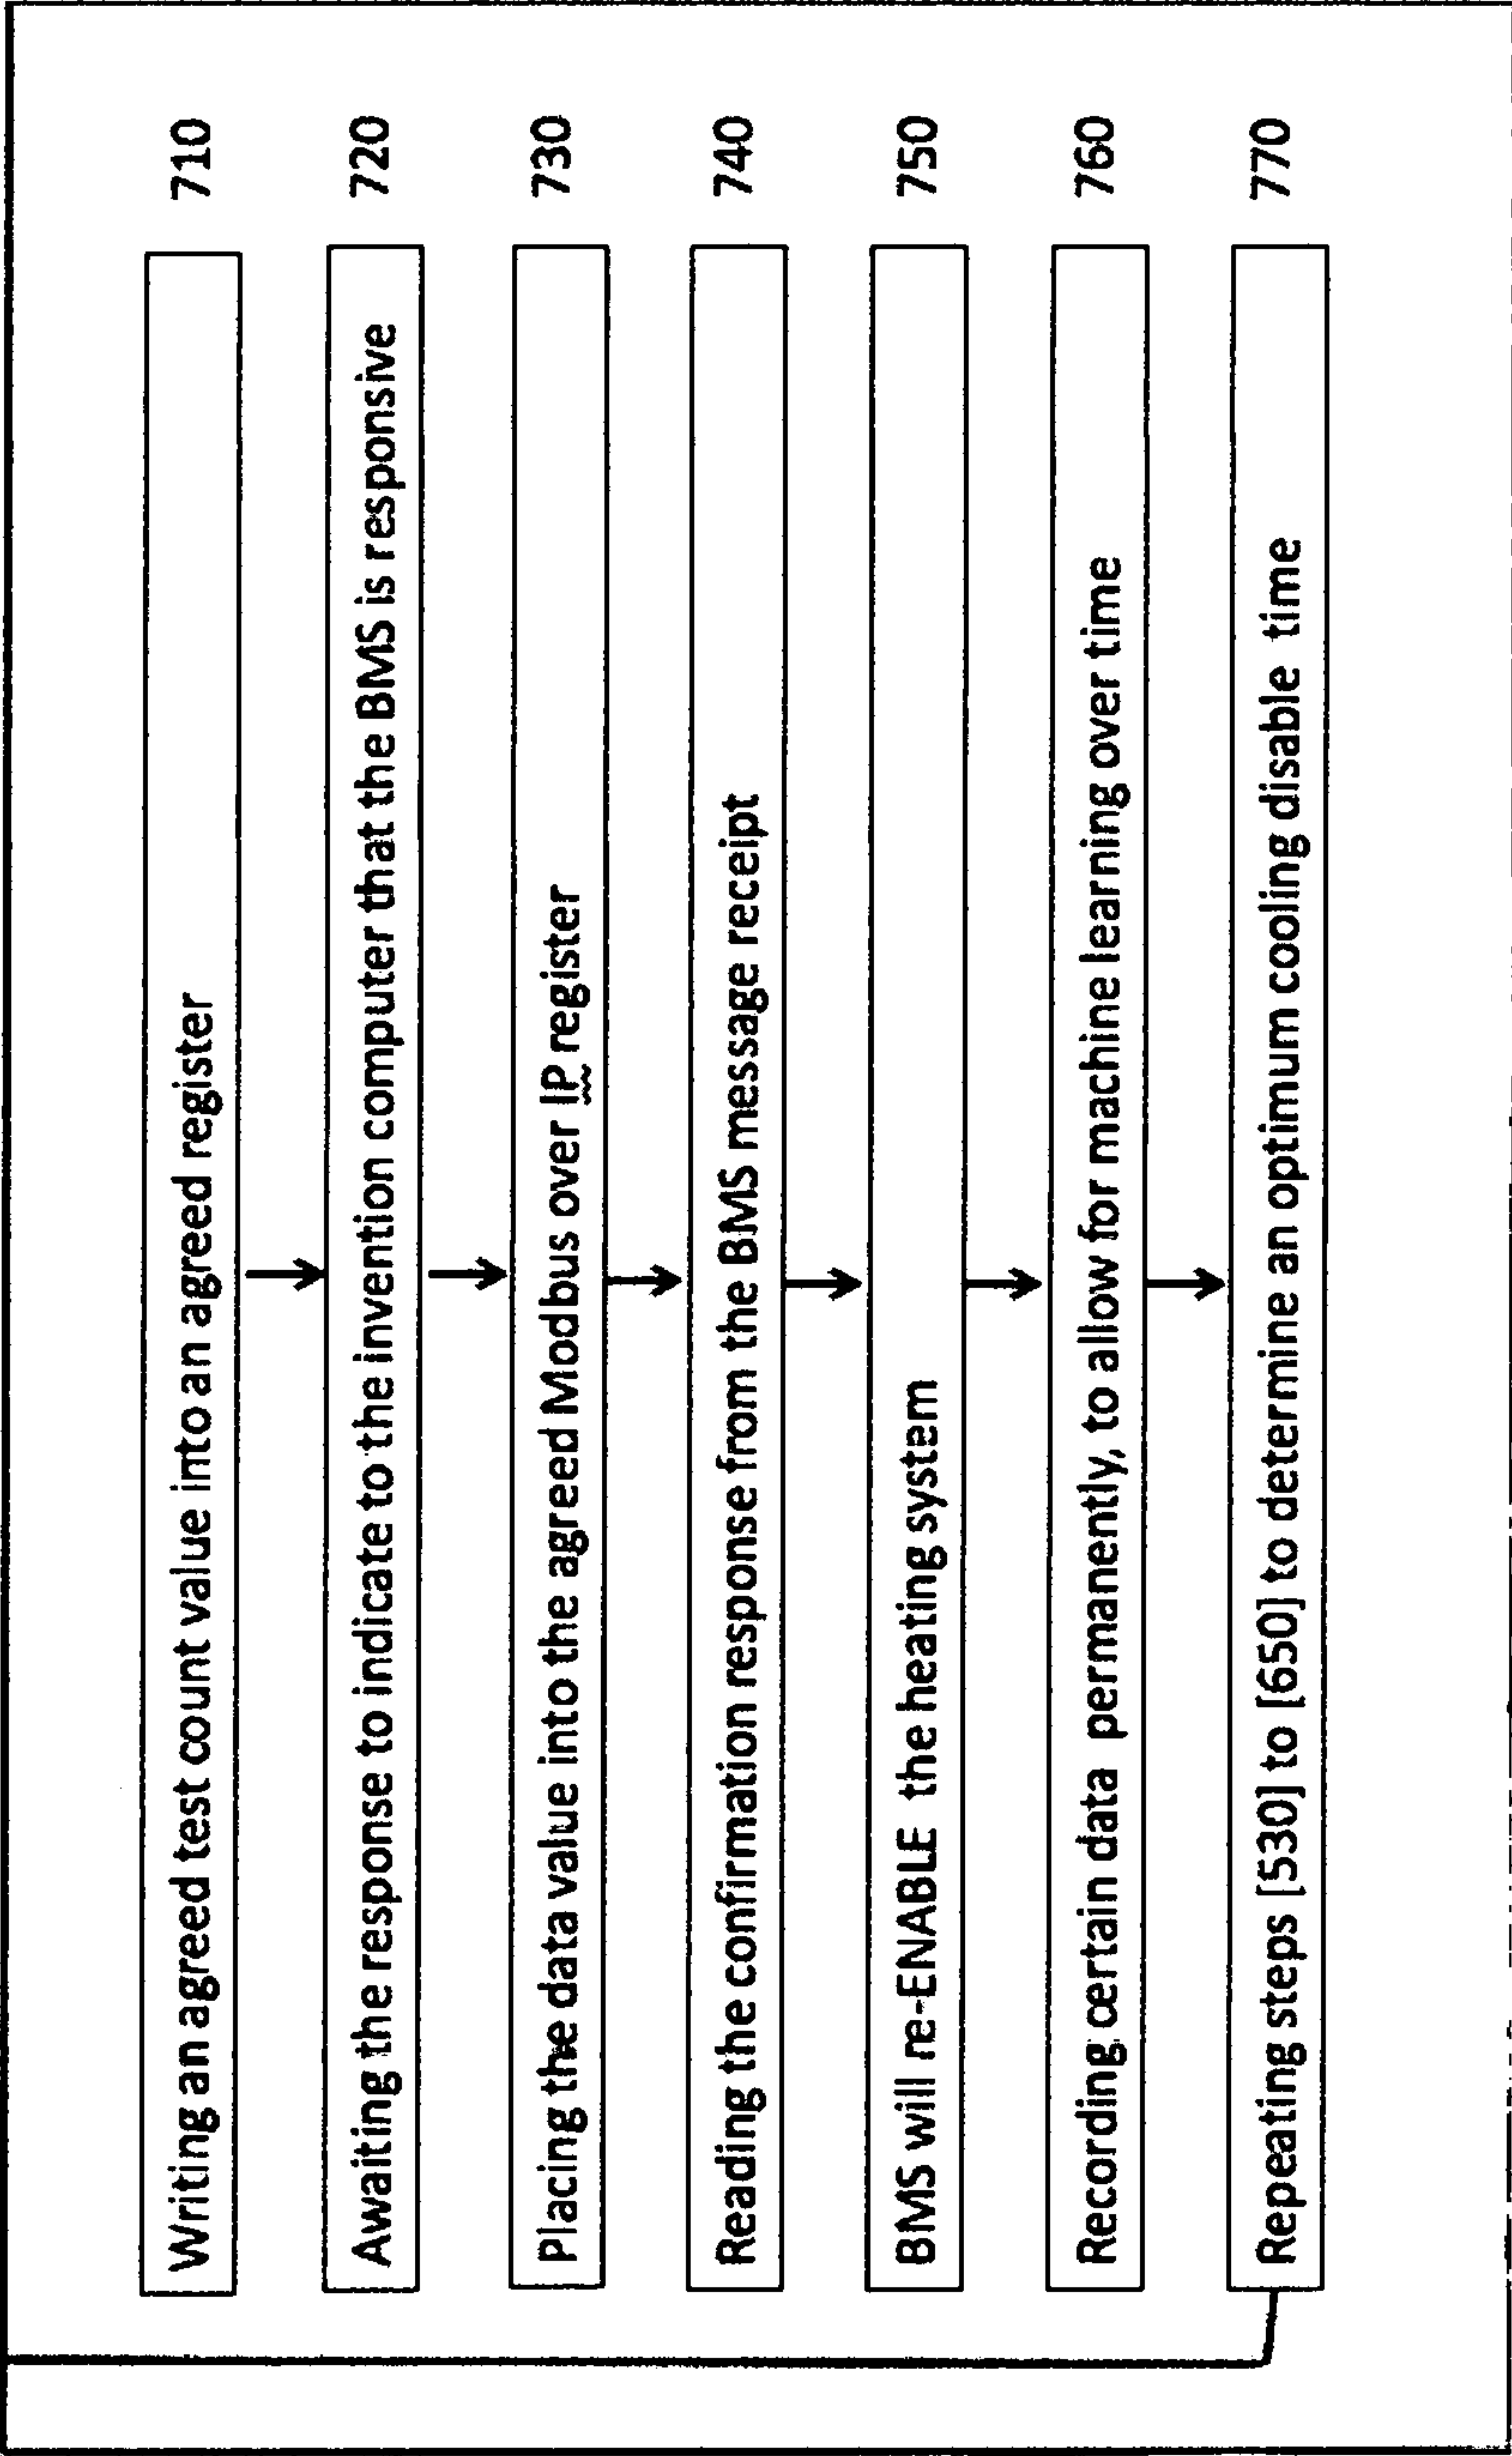 Writing an agreed test count value into an agreed register 710
Awaiting the response to indicate to the invention computer that the BMS is responsive 720
Placing the data value into the agreed Modbus over IP register 730
Reading the confirmation response from the BMS message receipt 740
BMS will re-ENABLE the heating system 750
Recording certain data permanently, to allow for machine learning over time 760
Repeating steps [530] to [650] to determine an optimum cooling disable time 770